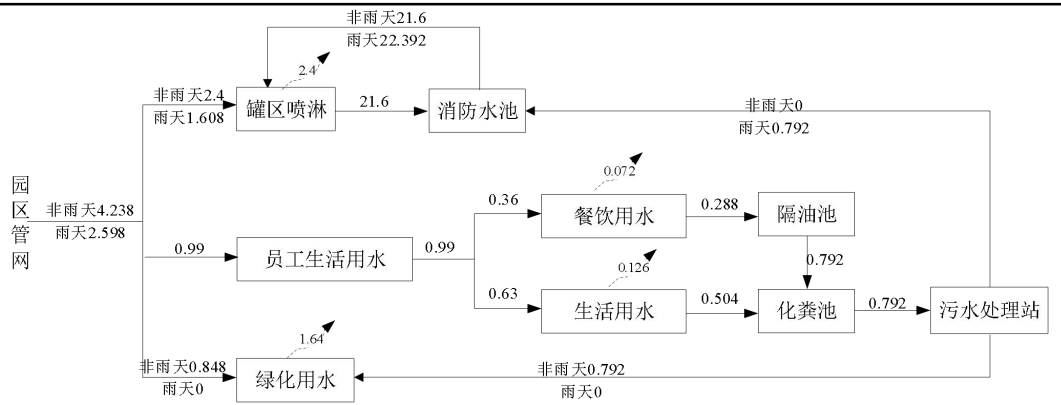 非雨天21.6
雨天22.392
2.4
非雨天2.4
雨天1.608
罐区喷淋
21.6
消防水池
非雨天0
雨天0.792
园区管网
非雨天4.238
雨天2.598
0.072
0.36
餐饮用水
0.288
隔油池
0.99
员工生活用水
0.99
0.792
0.126
0.63
生活用水
0.504
化粪池
0.792
污水处理站
1.64
非雨天0.848
雨天0
绿化用水
非雨天0.792
雨天0